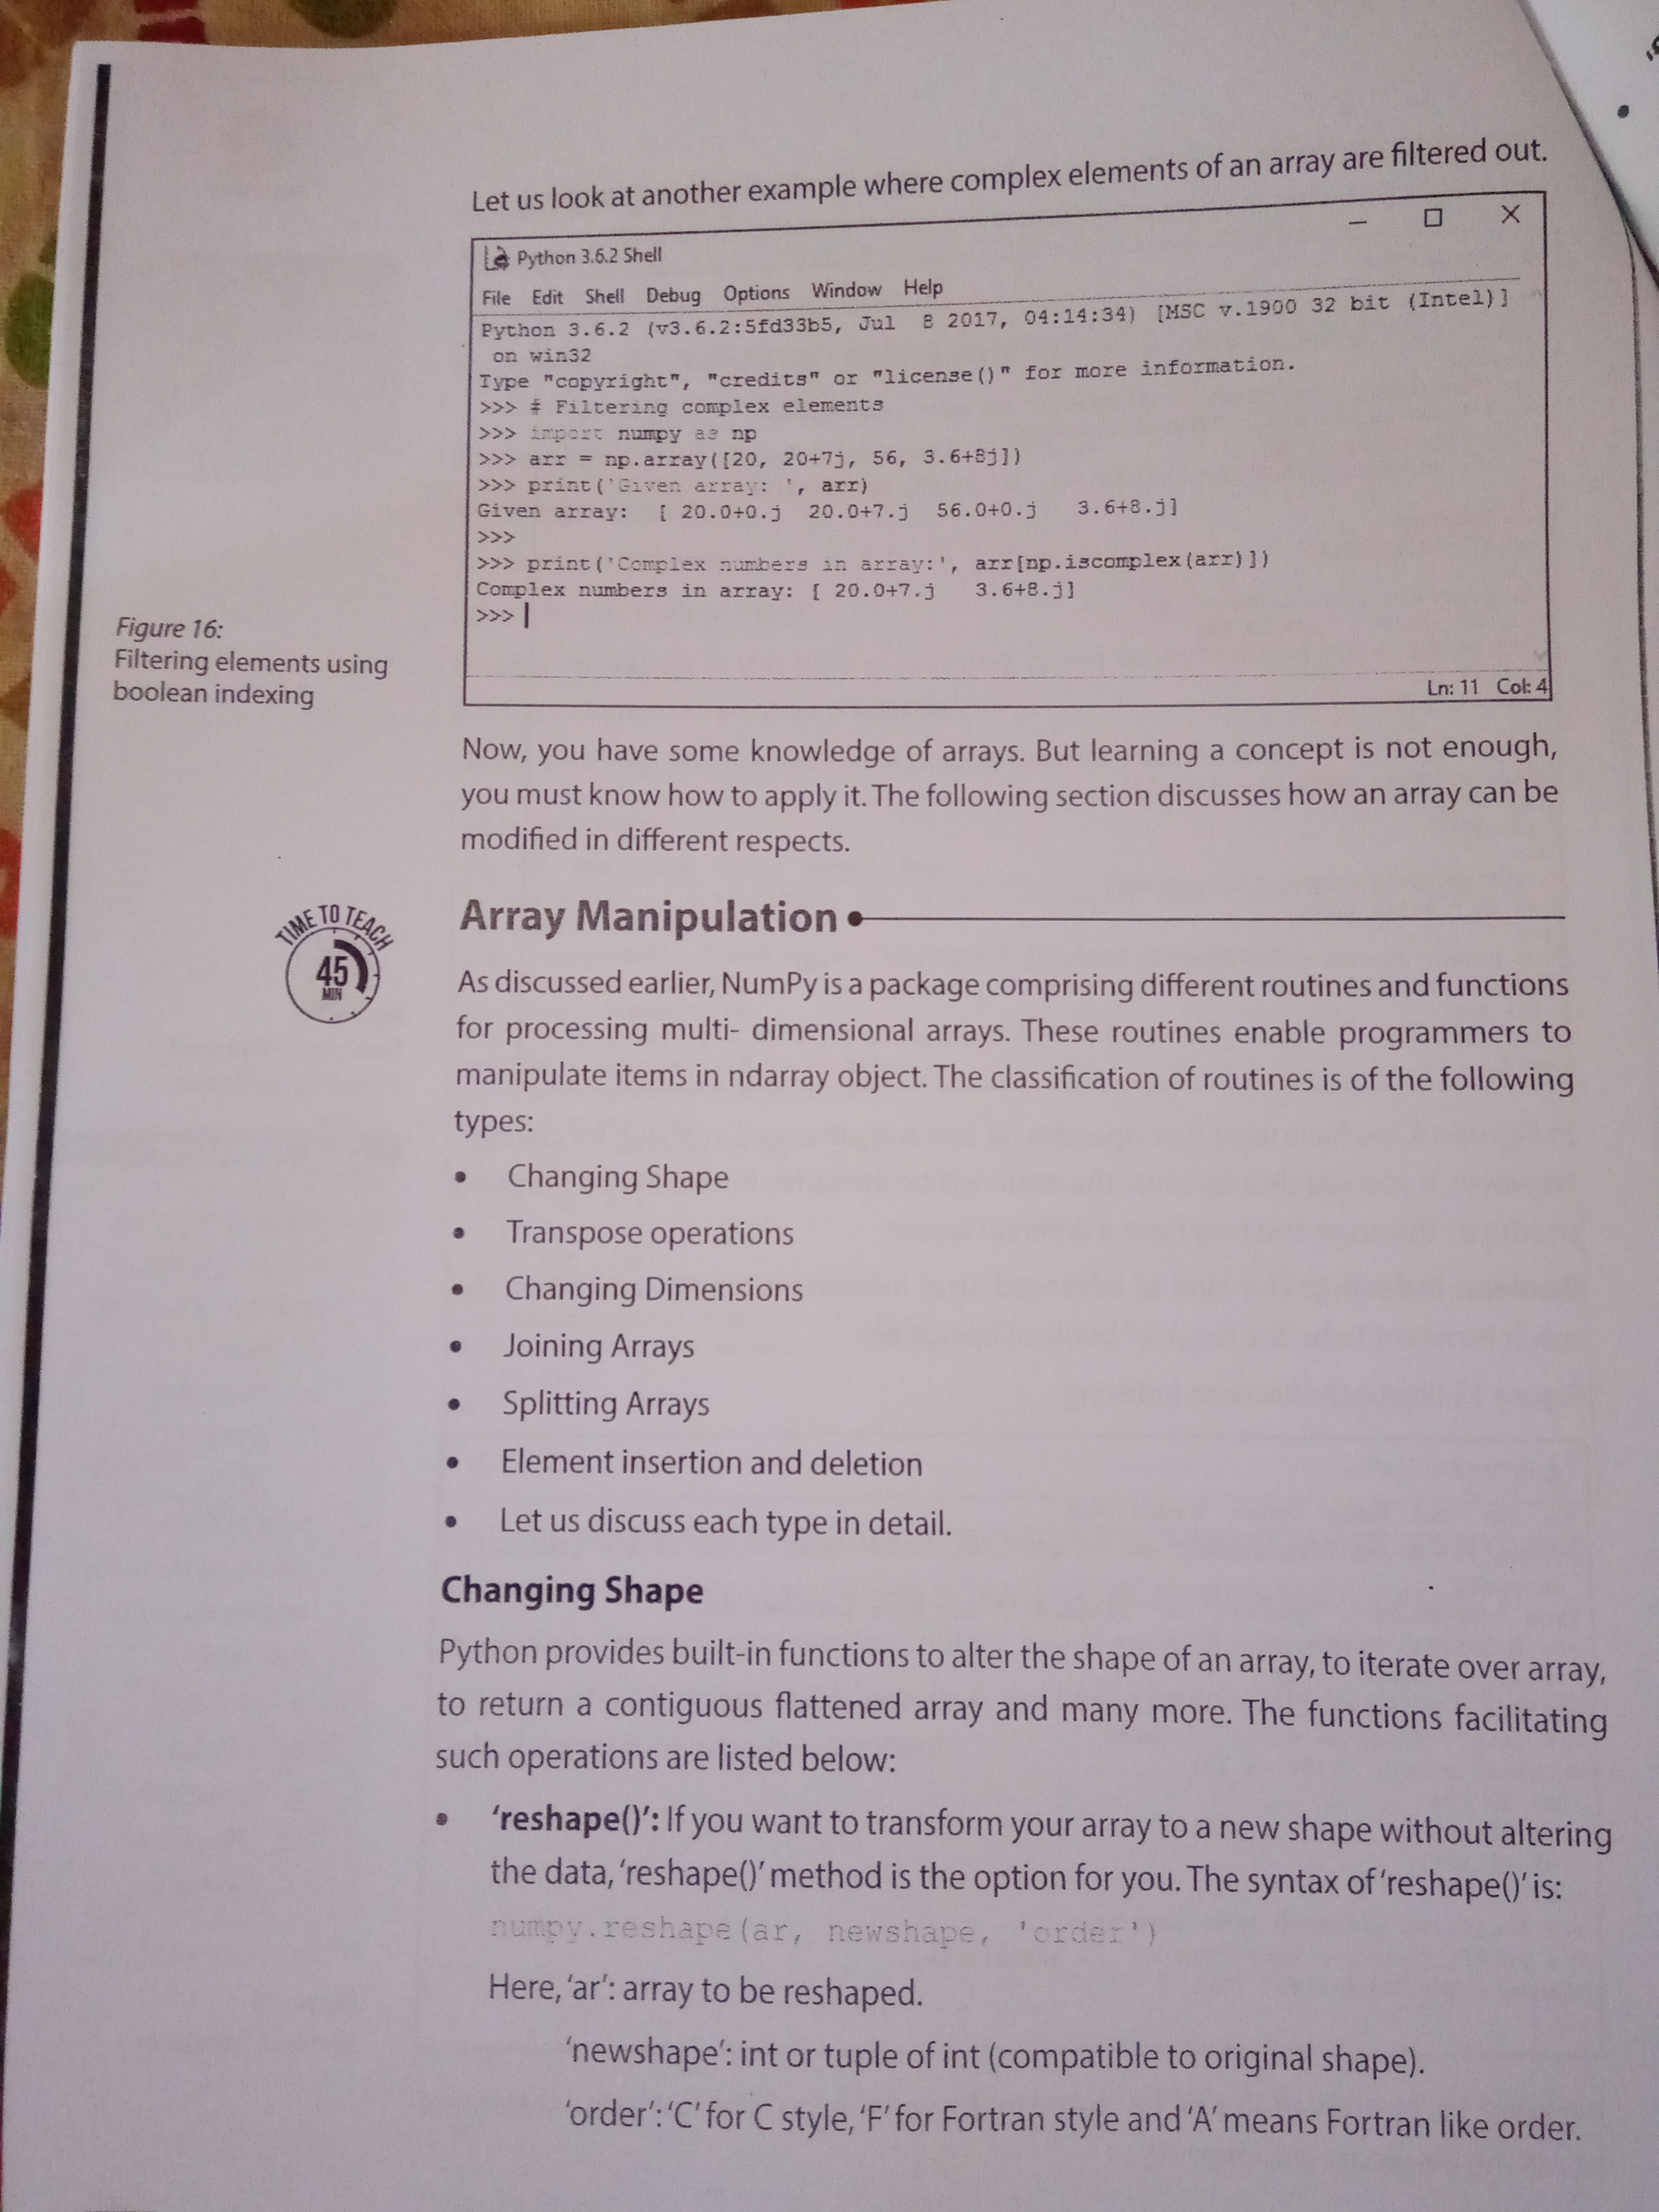 Let us look at another example where complex elements of an array are filtered out.
Python 3.6.2 Shell
File Edit Shell Debug Options Window Help
Python 3.6.2 (v3.6.2:5fd33b5, Jul 8 2017, 04:14:34) [MSC v.1900 32 bit (Intel)]
on win32
Type "copyright", "credits" or "license()" for more information.
>>> # Filtering complex elements
>>> import numpy as np
>>> arr = np.array([20, 20+7j, 56, 3.6+8j])
>>> print('Given array: ', arr)
Given array: [ 20.0+0.j 20.0+7.j 56.0+0.j 3.6+8.j]
>>>
>>> print('Complex numbers in array:', arr[np.iscomplex(arr)])
Complex numbers in array: [ 20.0+7.j 3.6+8.j]
>>>
Ln: 11 Col: 4
Figure 16:
Filtering elements using
boolean indexing
Now, you have some knowledge of arrays. But learning a concept is not enough,
you must know how to apply it. The following section discusses how an array can be
modified in different respects.
TIME TO TEACH
45
MIN
Array Manipulation
As discussed earlier, NumPy is a package comprising different routines and functions
for processing multi- dimensional arrays. These routines enable programmers to
manipulate items in ndarray object. The classification of routines is of the following
types:
• Changing Shape
• Transpose operations
• Changing Dimensions
• Joining Arrays
• Splitting Arrays
• Element insertion and deletion
• Let us discuss each type in detail.
Changing Shape
Python provides built-in functions to alter the shape of an array, to iterate over array,
to return a contiguous flattened array and many more. The functions facilitating
such operations are listed below:
• ‘reshape()’: If you want to transform your array to a new shape without altering
the data, ‘reshape()’ method is the option for you. The syntax of ‘reshape()’ is:
numpy.reshape(ar, newshape, 'order')
Here, ‘ar’: array to be reshaped.
‘newshape’: int or tuple of int (compatible to original shape).
‘order’: ‘C’ for C style, ‘F’ for Fortran style and ‘A’ means Fortran like order.